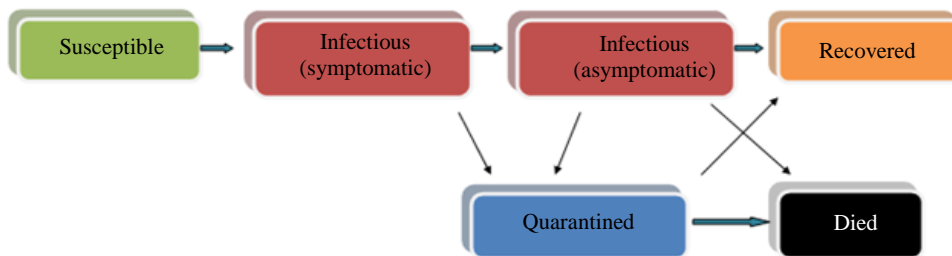 Susceptible
Infectious
(symptomatic)
Infectious
(asymptomatic)
Recovered
Quarantined
Died